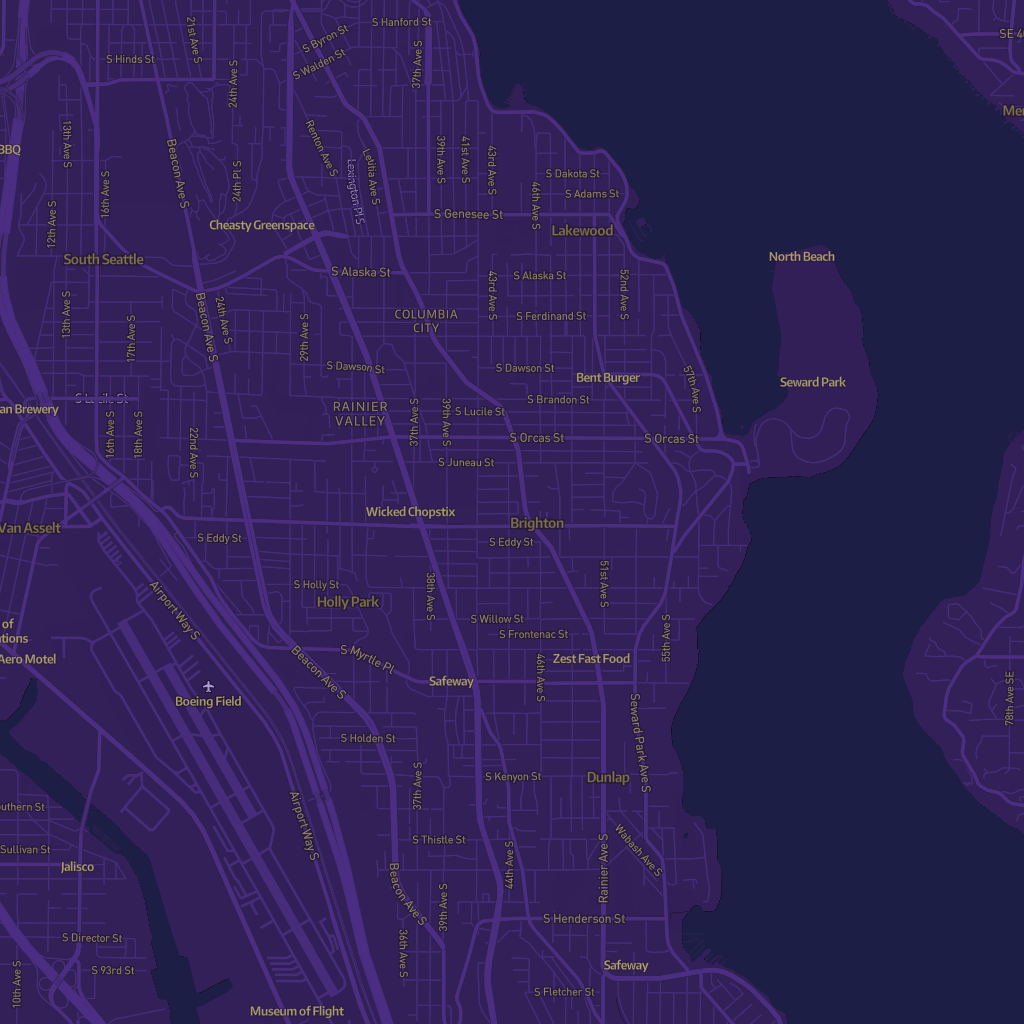 S Hanford St
21st Ave S
S Byron St
SE 40
S Hinds St
S Walden St
37th Ave S
24th Ave S
Mer
13th Ave S
BBQ
Renton Ave S
39th Ave S
41st Ave S
43rd Ave S
Beacon Ave S
24th Pl S
Letitia Ave S
S Dakota St
16th Ave S
Lexington Pl S
46th Ave S
S Adams St
12th Ave S
S Genesee St
Cheasty Greenspace
Lakewood
South Seattle
North Beach
S Alaska St
S Alaska St
43rd Ave S
52nd Ave S
13th Ave S
24th Ave S
COLUMBIA
CITY
S Ferdinand St
Beacon Ave S
17th Ave S
29th Ave S
S Dawson St
S Dawson St
Bent Burger
Seward Park
57th Ave S
S Lucile St
S Brandon St
an Brewery
RAINIER
VALLEY
S Lucile St
16th Ave S
18th Ave S
37th Ave S
39th Ave S
S Orcas St
S Orcas St
22nd Ave S
S Juneau St
Wicked Chopstix
Van Asselt
Brighton
S Eddy St
S Eddy St
S Holly St
38th Ave S
51st Ave S
Holly Park
Airport Way S
of
ations
S Willow St
S Frontenac St
55th Ave S
Aero Motel
S Myrtle Pl
Zest Fast Food
Beacon Ave S
Safeway
46th Ave S
Boeing Field
78th Ave SE
Seward Park Ave S
S Holden St
37th Ave S
S Kenyon St
Dunlap
outhern St
Airport Way S
S Thistle St
Wabash Ave S
Sullivan St
Jalisco
44th Ave S
Rainier Ave S
Beacon Ave S
39th Ave S
S Henderson St
S Director St
36th Ave S
S 93rd St
Safeway
10th Ave S
S Fletcher St
Museum of Flight